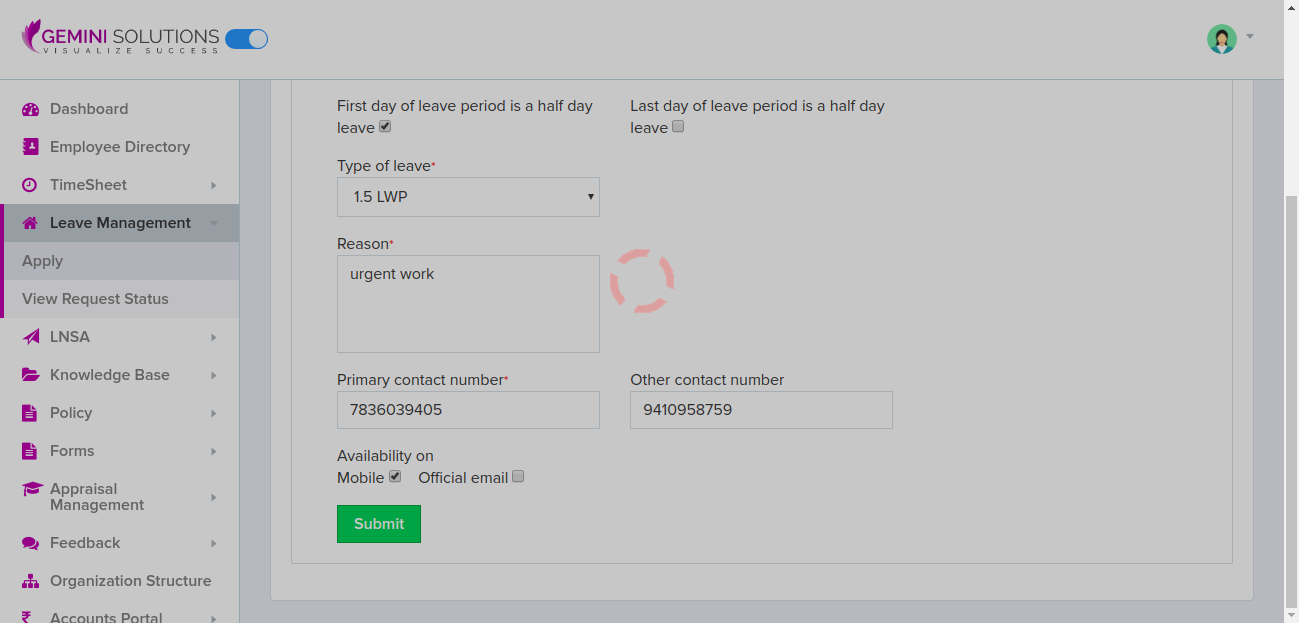 GEMINI SOLUTIONS
VISUALIZE SUCCESS
Dashboard
Employee Directory
TimeSheet
Leave Management
Apply
View Request Status
LNSA
Knowledge Base
Policy
Forms
Appraisal
Management
Feedback
Organization Structure
Accounts Portal
First day of leave period is a half day
leave
Last day of leave period is a half day
leave
Type of leave*
1.5 LWP
Reason*
urgent work
Primary contact number*
7836039405
Other contact number
9410958759
Availability on
Mobile Official email
Submit